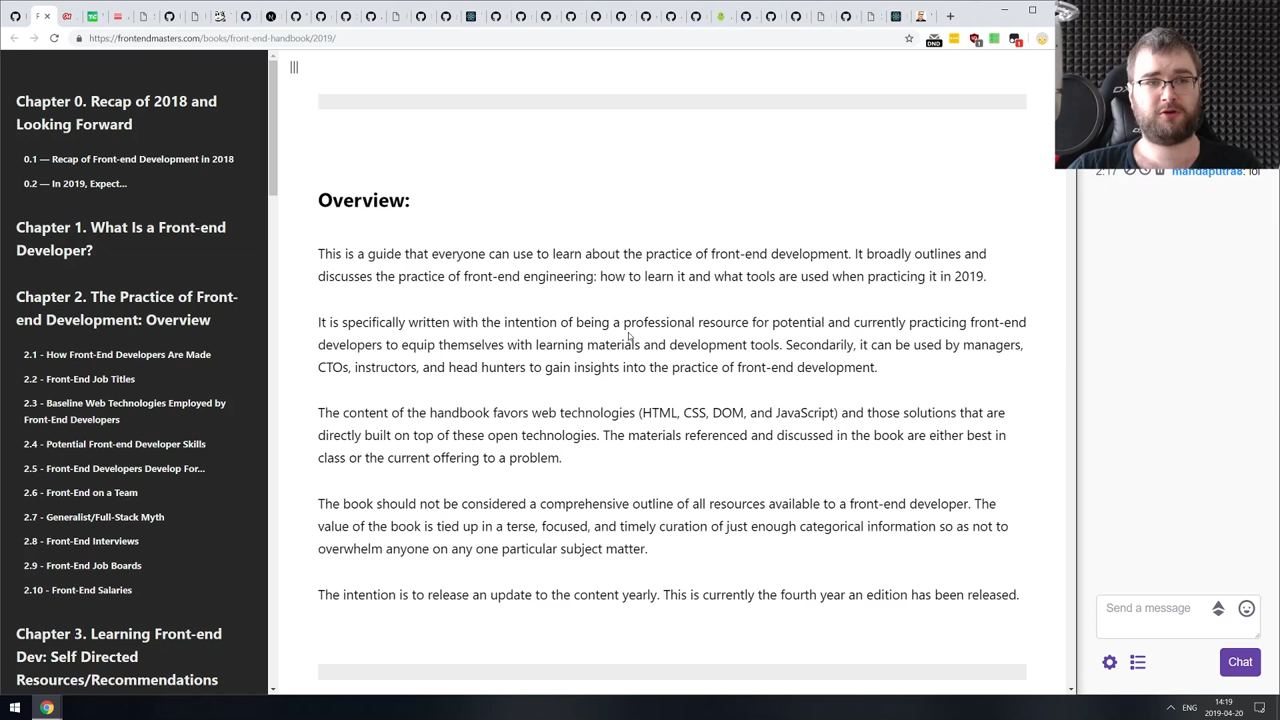 https://frontendmasters.com/books/front-end-handbook/2019/
Chapter 0. Recap of 2018 and
Looking Forward
0.1 — Recap of Front-end Development in 2018
0.2 — In 2019, Expect...
Chapter 1. What Is a Front-end
Developer?
Chapter 2. The Practice of Front-
end Development: Overview
2.1 - How Front-End Developers Are Made
2.2 - Front-End Job Titles
2.3 - Baseline Web Technologies Employed by
Front-End Developers
2.4 - Potential Front-end Developer Skills
2.5 - Front-End Developers Develop For...
2.6 - Front-End on a Team
2.7 - Generalist/Full-Stack Myth
2.8 - Front-End Interviews
2.9 - Front-End Job Boards
2.10 - Front-End Salaries
Chapter 3. Learning Front-end
Dev: Self Directed
Resources/Recommendations
Overview:
This is a guide that everyone can use to learn about the practice of front-end development. It broadly outlines and
discusses the practice of front-end engineering: how to learn it and what tools are used when practicing it in 2019.
It is specifically written with the intention of being a professional resource for potential and currently practicing front-end
developers to equip themselves with learning materials and development tools. Secondarily, it can be used by managers,
CTOs, instructors, and head hunters to gain insights into the practice of front-end development.
The content of the handbook favors web technologies (HTML, CSS, DOM, and JavaScript) and those solutions that are
directly built on top of these open technologies. The materials referenced and discussed in the book are either best in
class or the current offering to a problem.
The book should not be considered a comprehensive outline of all resources available to a front-end developer. The
value of the book is tied up in a terse, focused, and timely curation of just enough categorical information so as not to
overwhelm anyone on any one particular subject matter.
The intention is to release an update to the content yearly. This is currently the fourth year an edition has been released.
2:17 mandaputra8: lol
Send a message
Chat
ENG
14:19
2019-04-20